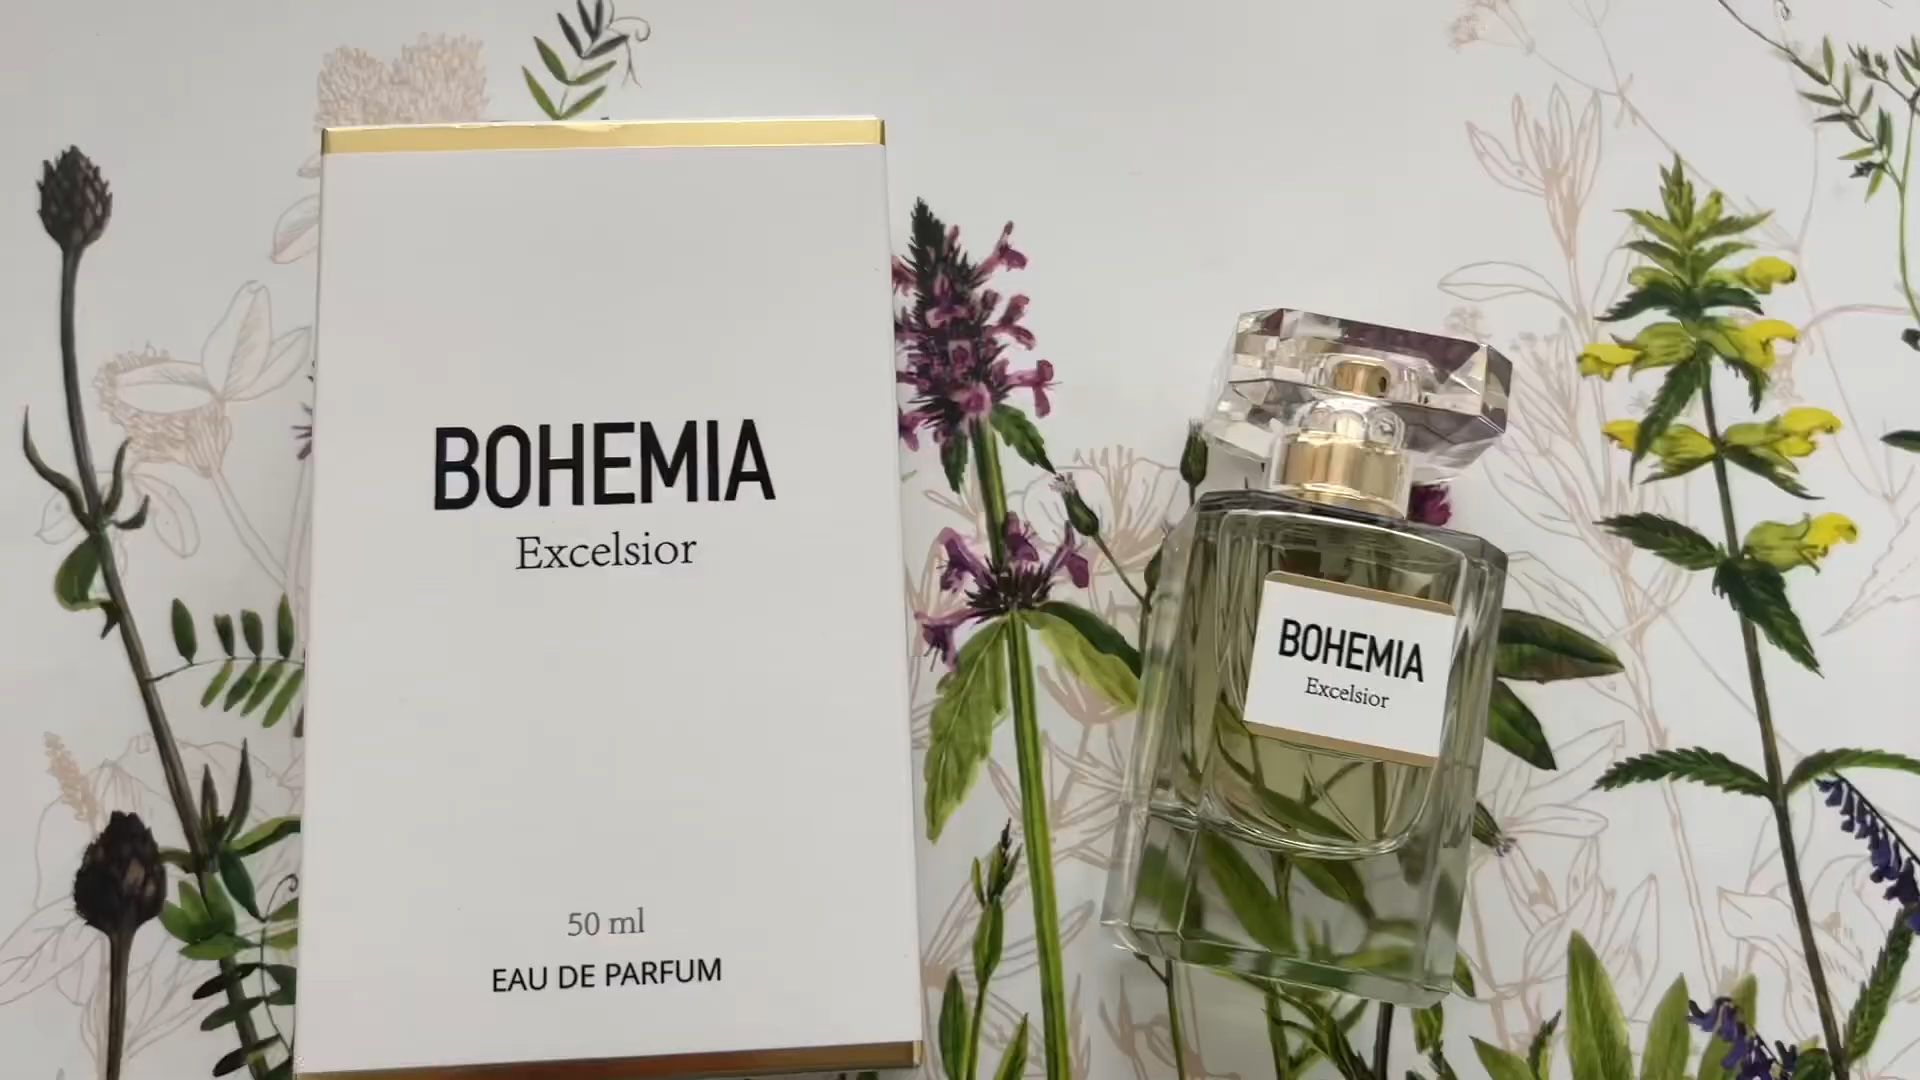 BOHEMIA
Excelsior
50 ml
EAU DE PARFUM
BOHEMIA
Excelsior